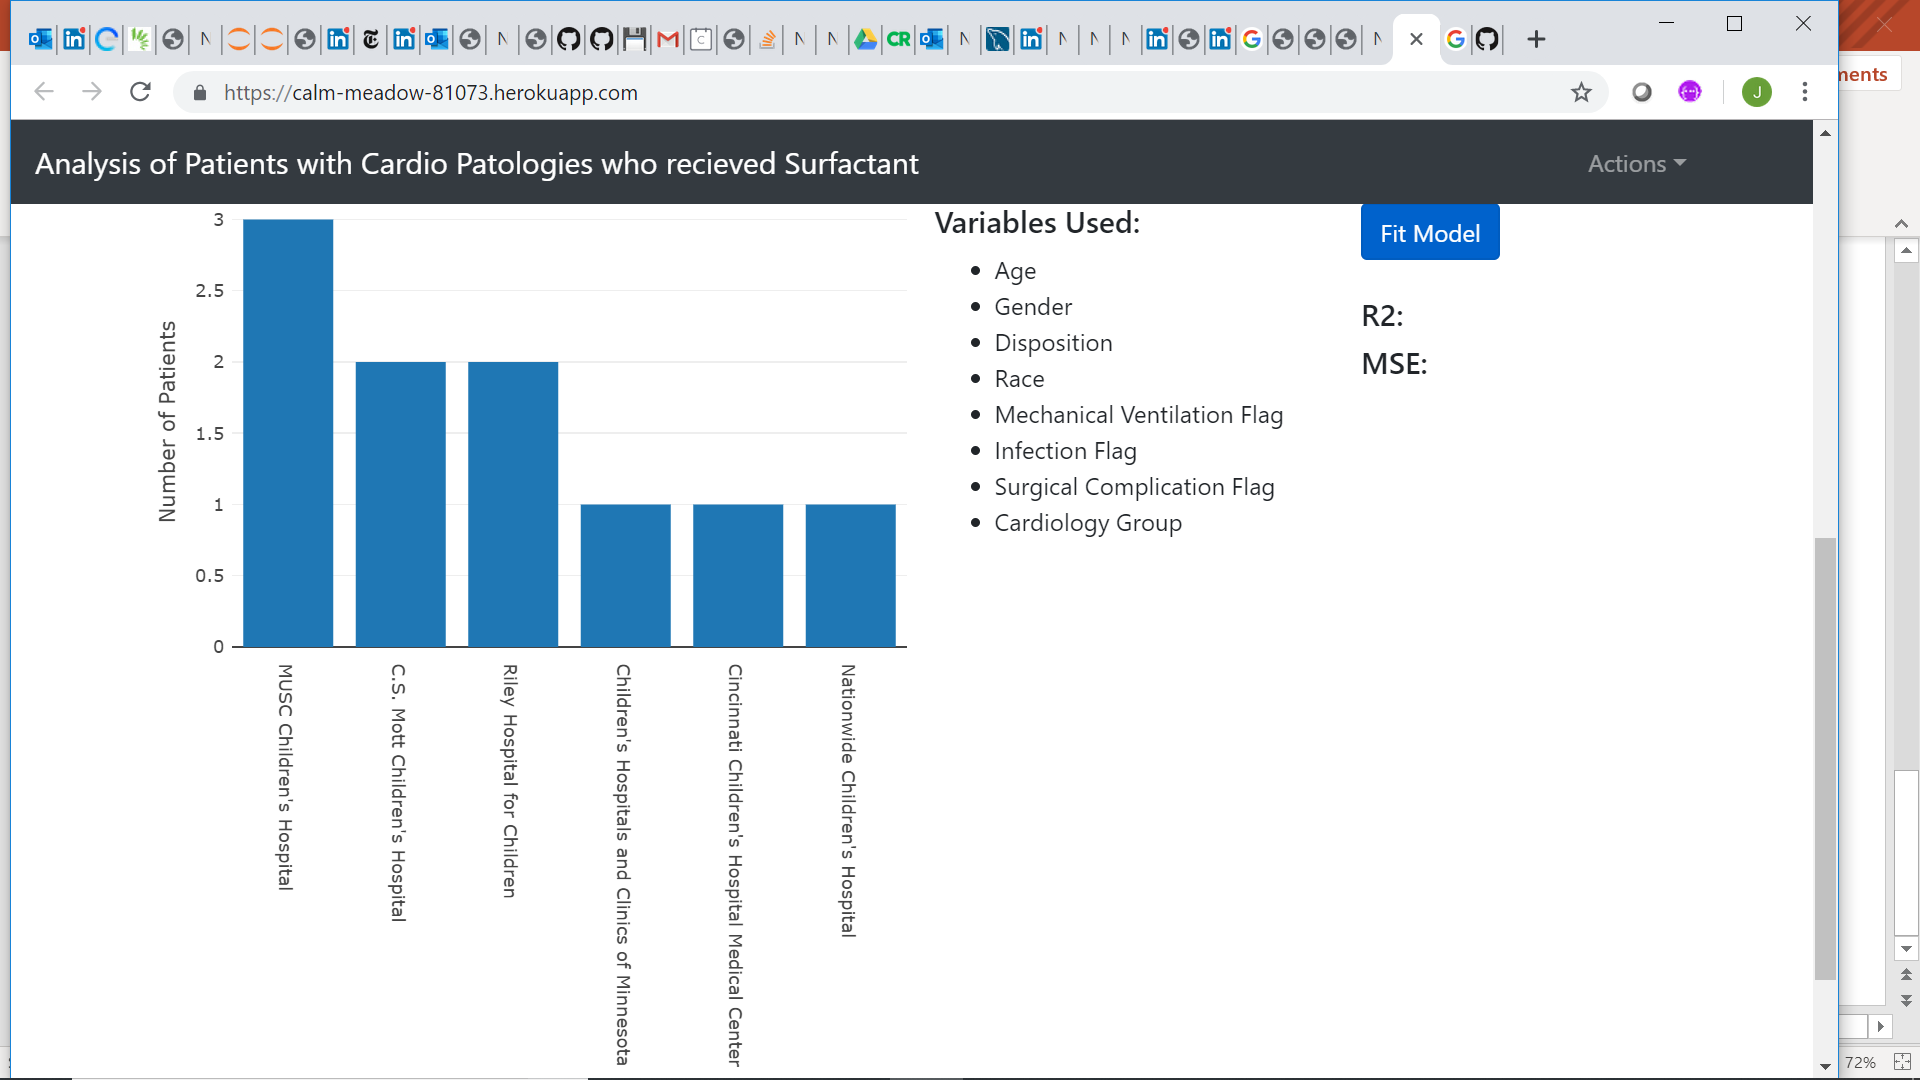 https://calm-meadow-81073.herokuapp.com
J
ments
Analysis of Patients with Cardio Patologies who recieved Surfactant
Actions
Number of Patients
3
2.5
2
1.5
1
0.5
0
MUSC Children's Hospital
C.S. Mott Children's Hospital
Riley Hospital for Children
Children's Hospitals and Clinics of Minnesota
Cincinnati Children's Hospital Medical Center
Nationwide Children's Hospital
Variables Used:
Age
Gender
Disposition
Race
Mechanical Ventilation Flag
Infection Flag
Surgical Complication Flag
Cardiology Group
Fit Model
R2:
MSE:
72%